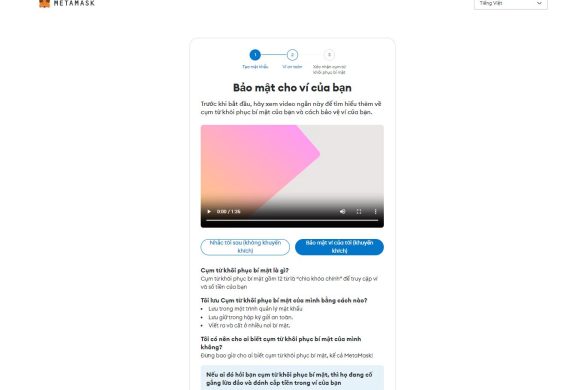 METAMASK
Tiếng Việt
1
2
3
Tạo mật khẩu
Ví an toàn
Xác nhận cụm từ
khôi phục bí mật
Bảo mật cho ví của bạn
Trước khi bắt đầu, hãy xem video ngắn này để tìm hiểu thêm về
cụm từ khôi phục bí mật của bạn và cách bảo vệ ví của bạn.
0:00 / 1:35
Nhắc tôi sau (không khuyến
khích)
Bảo mật ví của tôi (khuyến
khích)
Cụm từ khôi phục bí mật là gì?
Cụm từ khôi phục bí mật gồm 12 từ là “chìa khóa chính” để truy cập ví
và số tiền của bạn
Tôi lưu Cụm từ khôi phục bí mật của mình bằng cách nào?
• Lưu trong một trình quản lý mật khẩu
• Lưu giữ trong hộp ký gửi an toàn.
• Viết ra và cất ở nhiều nơi bí mật.
Tôi có nên cho ai biết cụm từ khôi phục bí mật của mình
không?
Đừng bao giờ cho ai biết cụm từ khôi phục bí mật, kể cả MetaMask!
Nếu ai đó hỏi bạn cụm từ khôi phục bí mật, thì họ đang cố
gắng lừa đảo và đánh cắp tiền trong ví của bạn